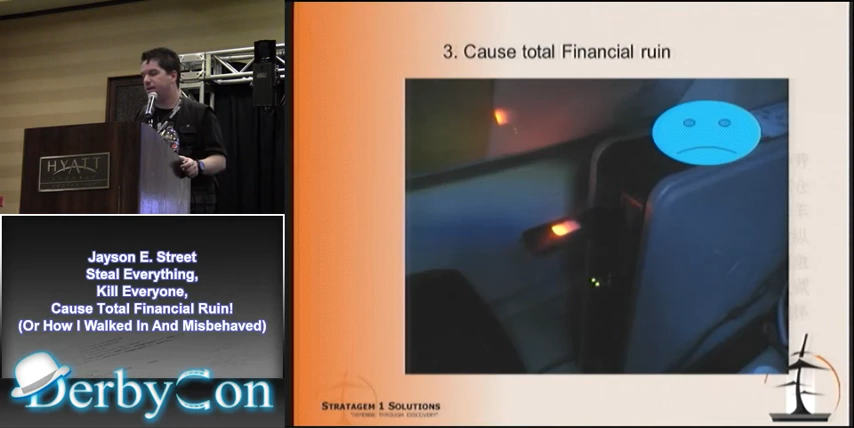 3. Cause total Financial ruin
HYATT
Jayson E. Street
Steal Everything,
Kill Everyone,
Cause Total Financial Ruin!
(Or How I Walked In And Misbehaved)
DerbyCon
STRATAGEM 1 SOLUTIONS